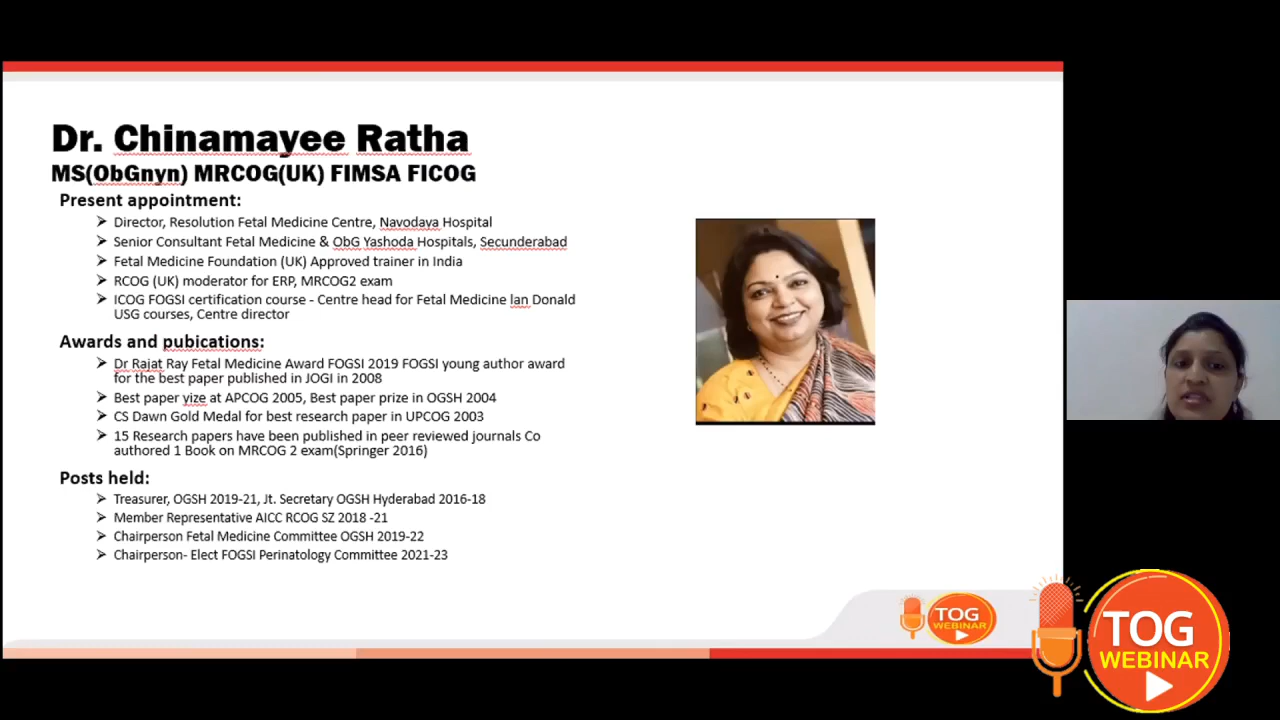 Dr. Chinamayee Ratha
MS(ObGnyn) MRCOG(UK) FIMSA FICOG
Present appointment:
Director, Resolution Fetal Medicine Centre, Navodaya Hospital
Senior Consultant Fetal Medicine & ObG Yashoda Hospitals, Secunderabad
Fetal Medicine Foundation (UK) Approved trainer in India
RCOG (UK) moderator for ERP, MRCOG2 exam
ICOG FOGSI certification course - Centre head for Fetal Medicine lan Donald
USG courses, Centre director
Awards and pubications:
Dr Rajat Ray Fetal Medicine Award FOGSI 2019 FOGSI young author award
for the best paper published in JOGI in 2008
Best paper yize at APCOG 2005, Best paper prize in OGSH 2004
CS Dawn Gold Medal for best research paper in UPCOG 2003
15 Research papers have been published in peer reviewed journals Co
authored 1 Book on MRCOG 2 exam(Springer 2016)
Posts held:
Treasurer, OGSH 2019-21, Jt. Secretary OGSH Hyderabad 2016-18
Member Representative AICC RCOG SZ 2018 -21
Chairperson Fetal Medicine Committee OGSH 2019-22
Chairperson- Elect FOGSI Perinatology Committee 2021-23
TOG
WEBINAR
TOG
WEBINAR